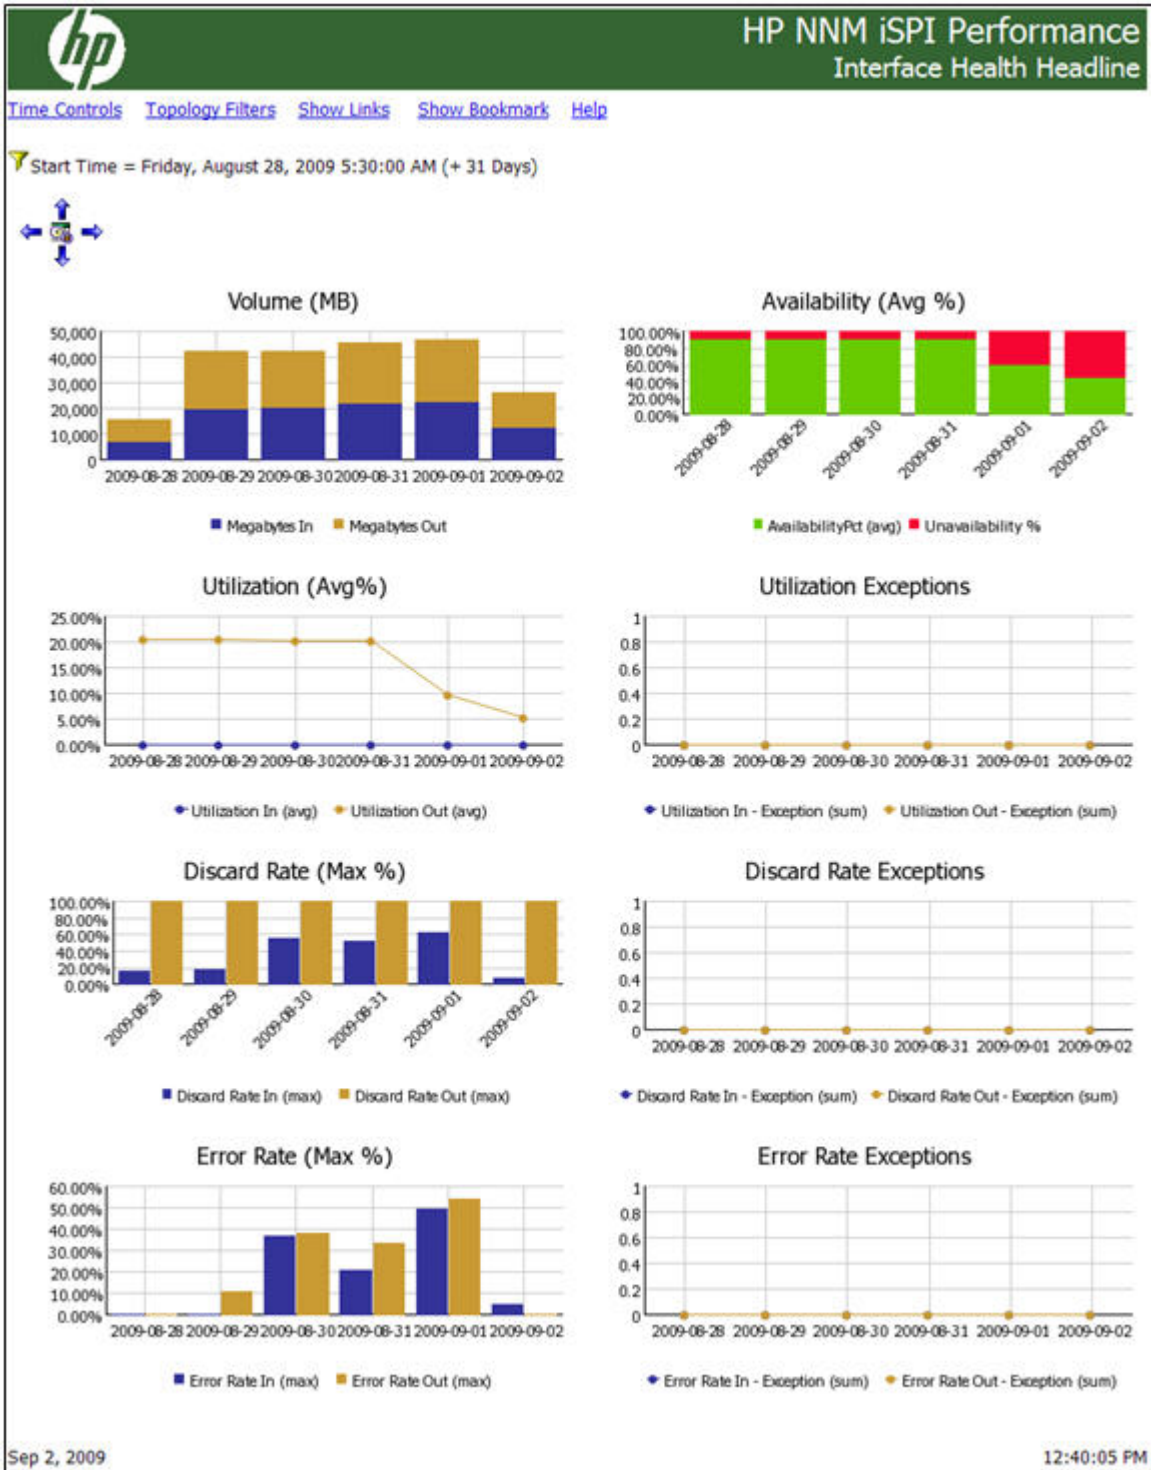 hp
HP NNM iSPI Performance
Interface Health Headline
Time Controls Topology Filters Show Links Show Bookmark Help
Start Time = Friday, August 28, 2009 5:30:00 AM (+ 31 Days)
Volume (MB)
50,000
40,000
30,000
20,000
10,000
0
2009-08-28 2009-08-29 2009-08-30 2009-08-31 2009-09-01 2009-09-02
Megabytes In Megabytes Out
Availability (Avg %)
100.00%
80.00%
60.00%
40.00%
20.00%
0.00%
2009-08-28 2009-08-29 2009-08-30 2009-08-31 2009-09-01 2009-09-02
AvailabilityPct (avg) Unavailability %
Utilization (Avg%)
25.00%
20.00%
15.00%
10.00%
5.00%
0.00%
2009-08-28 2009-08-29 2009-08-30 2009-08-31 2009-09-01 2009-09-02
Utilization In (avg) Utilization Out (avg)
Utilization Exceptions
1
0.8
0.6
0.4
0.2
0
2009-08-28 2009-08-29 2009-08-30 2009-08-31 2009-09-01 2009-09-02
Utilization In - Exception (sum) Utilization Out - Exception (sum)
Discard Rate (Max %)
100.00%
80.00%
60.00%
40.00%
20.00%
0.00%
2009-08-28 2009-08-29 2009-08-30 2009-08-31 2009-09-01 2009-09-02
Discard Rate In (max) Discard Rate Out (max)
Discard Rate Exceptions
1
0.8
0.6
0.4
0.2
0
2009-08-28 2009-08-29 2009-08-30 2009-08-31 2009-09-01 2009-09-02
Discard Rate In - Exception (sum) Discard Rate Out - Exception (sum)
Error Rate (Max %)
60.00%
50.00%
40.00%
30.00%
20.00%
10.00%
0.00%
2009-08-28 2009-08-29 2009-08-30 2009-08-31 2009-09-01 2009-09-02
Error Rate In (max) Error Rate Out (max)
Error Rate Exceptions
1
0.8
0.6
0.4
0.2
0
2009-08-28 2009-08-29 2009-08-30 2009-08-31 2009-09-01 2009-09-02
Error Rate In - Exception (sum) Error Rate Out - Exception (sum)
Sep 2, 2009
12:40:05 PM